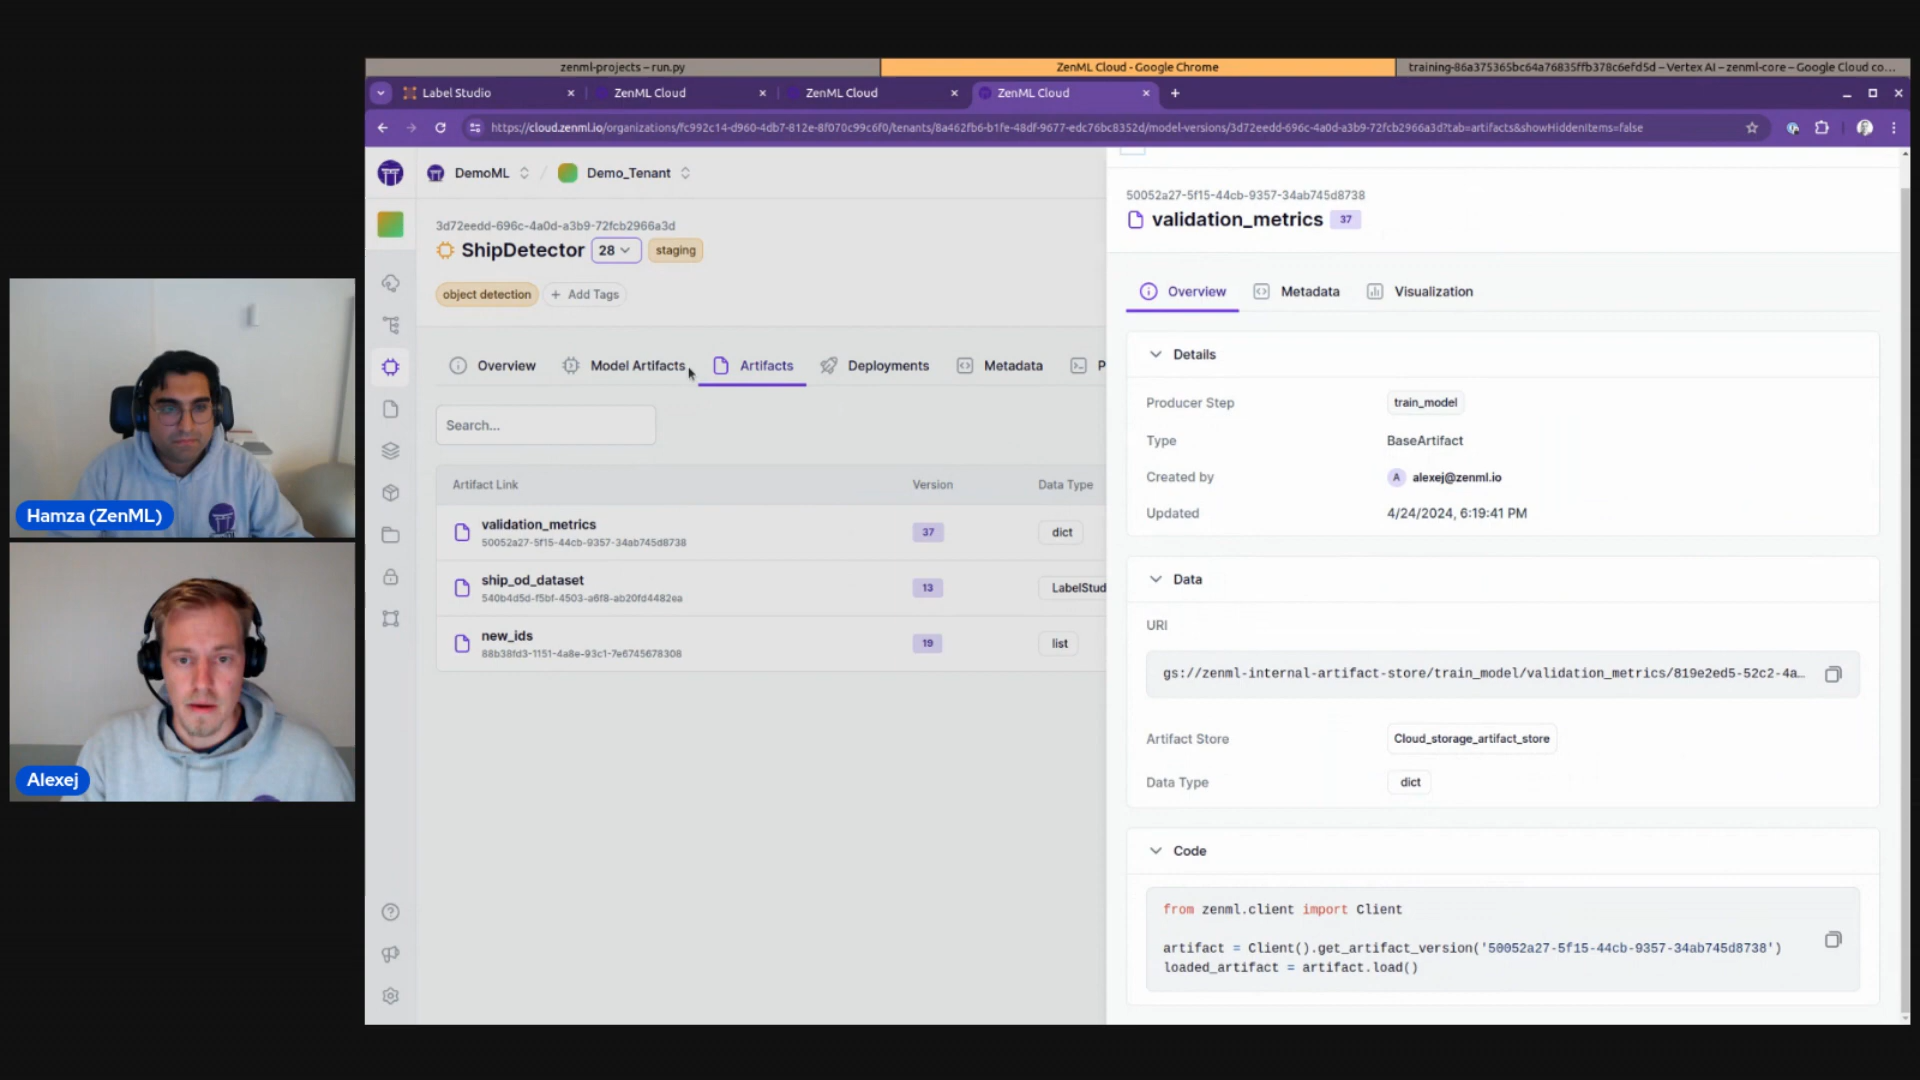 zenml-projects – run.py
ZenML Cloud - Google Chrome
training-86a375365bc64a76835ffb378c6efd5d – Vertex AI – zenml-core – Google Cloud co...
Label Studio
ZenML Cloud
ZenML Cloud
ZenML Cloud
https://cloud.zenml.io/organizations/fc992c14-d960-4db7-812e-8f070c99c6f0/tenants/8a462fb6-b1fe-48df-9677-edc76bc8352d/model-versions/3d72eedd-696c-4a0d-a3b9-72fcb2966a3d?tab=artifacts&showHiddenItems=false
DemoML / Demo_Tenant
3d72eedd-696c-4a0d-a3b9-72fcb2966a3d
ShipDetector 28 staging
object detection + Add Tags
Overview Model Artifacts Artifacts Deployments Metadata P
Search...
Artifact Link Version Data Type
validation_metrics
50052a27-5f15-44cb-9357-34ab745d8738
37 dict
ship_od_dataset
540b4d5d-f5bf-4503-a6f8-ab20fd4482ea
13 LabelStud
new_ids
88b38fd3-1151-4a8e-93c1-7e6745678308
19 list
50052a27-5f15-44cb-9357-34ab745d8738
validation_metrics 37
Overview Metadata Visualization
Details
Producer Step train_model
Type BaseArtifact
Created by A alexej@zenml.io
Updated 4/24/2024, 6:19:41 PM
Data
URI
gs://zenml-internal-artifact-store/train_model/validation_metrics/819e2ed5-52c2-4a…
Artifact Store Cloud_storage_artifact_store
Data Type dict
Code
from zenml.client import Client
artifact = Client().get_artifact_version('50052a27-5f15-44cb-9357-34ab745d8738')
loaded_artifact = artifact.load()
Hamza (ZenML)
Alexej